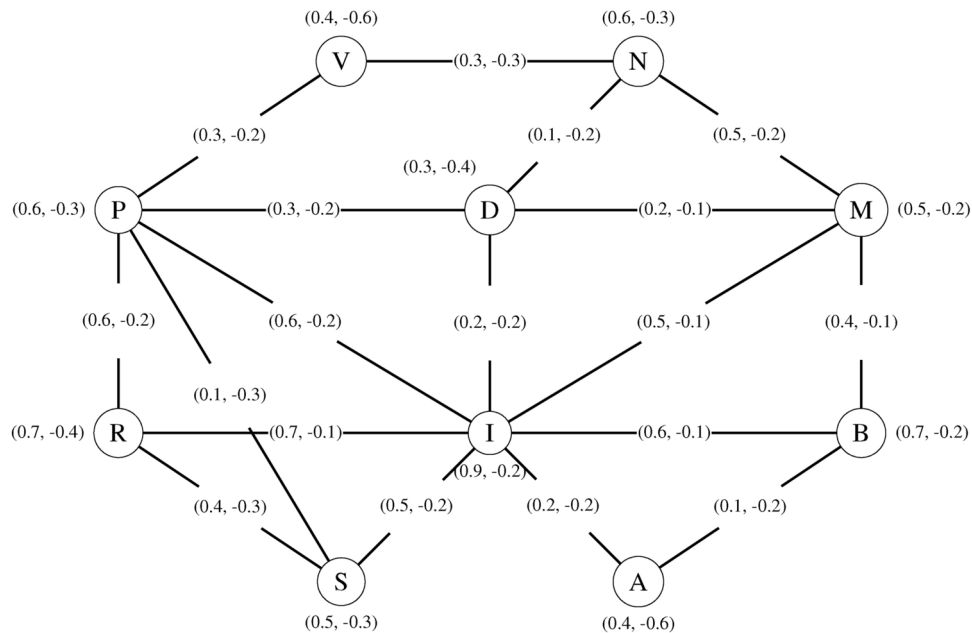 (0.4, -0.6) (0.6, -0.3)
V (0.3, -0.3) N
(0.3, -0.2) (0.1, -0.2) (0.5, -0.2)
(0.3, -0.4)
(0.6, -0.3) P (0.3, -0.2) D (0.2, -0.1) M (0.5, -0.2)
(0.6, -0.2) (0.6, -0.2) (0.2, -0.2) (0.5, -0.1) (0.4, -0.1)
(0.1, -0.3)
(0.7, -0.4) R (0.7, -0.1) I (0.6, -0.1) B (0.7, -0.2)
(0.9, -0.2)
(0.4, -0.3) (0.5, -0.2) (0.2, -0.2) (0.1, -0.2)
S A
(0.5, -0.3) (0.4, -0.6)